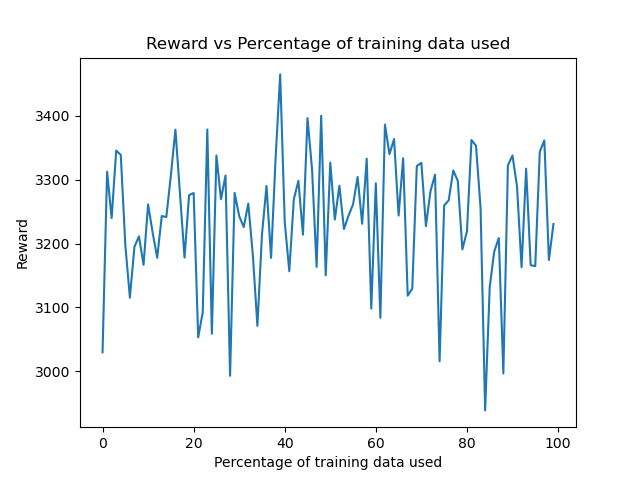 Reward vs Percentage of training data used
3400
3300
3200
3100
3000
Reward
0 20 40 60 80 100
Percentage of training data used